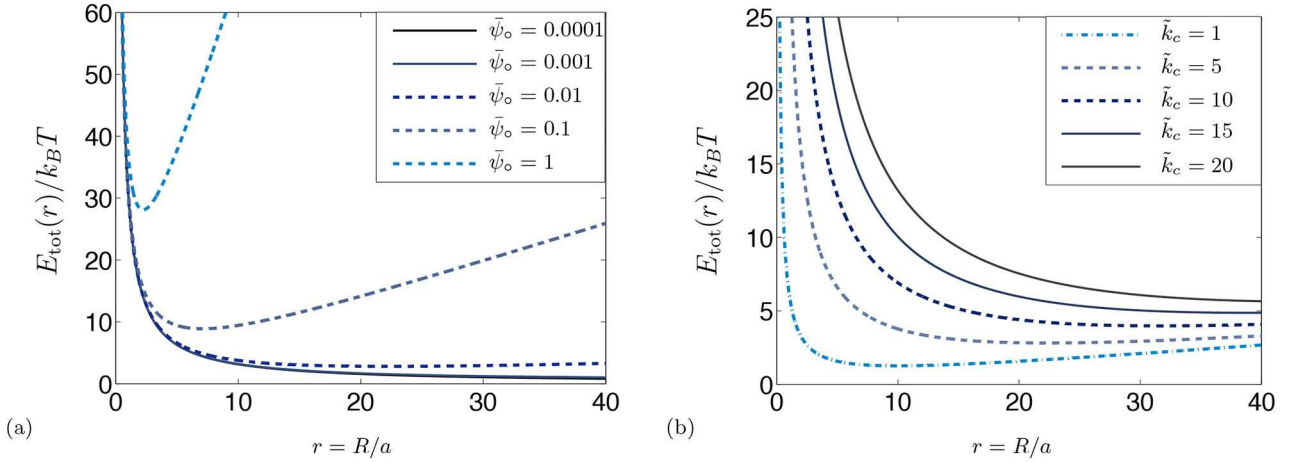 60
50
40
30
20
10
0
E_tot(r)/k_BT
0 10 20 30 40
r = R/a
(a)
ψ̄_∘ = 0.0001
ψ̄_∘ = 0.001
ψ̄_∘ = 0.01
ψ̄_∘ = 0.1
ψ̄_∘ = 1
25
20
15
10
5
0
E_tot(r)/k_BT
0 10 20 30 40
r = R/a
(b)
k̃_c = 1
k̃_c = 5
k̃_c = 10
k̃_c = 15
k̃_c = 20